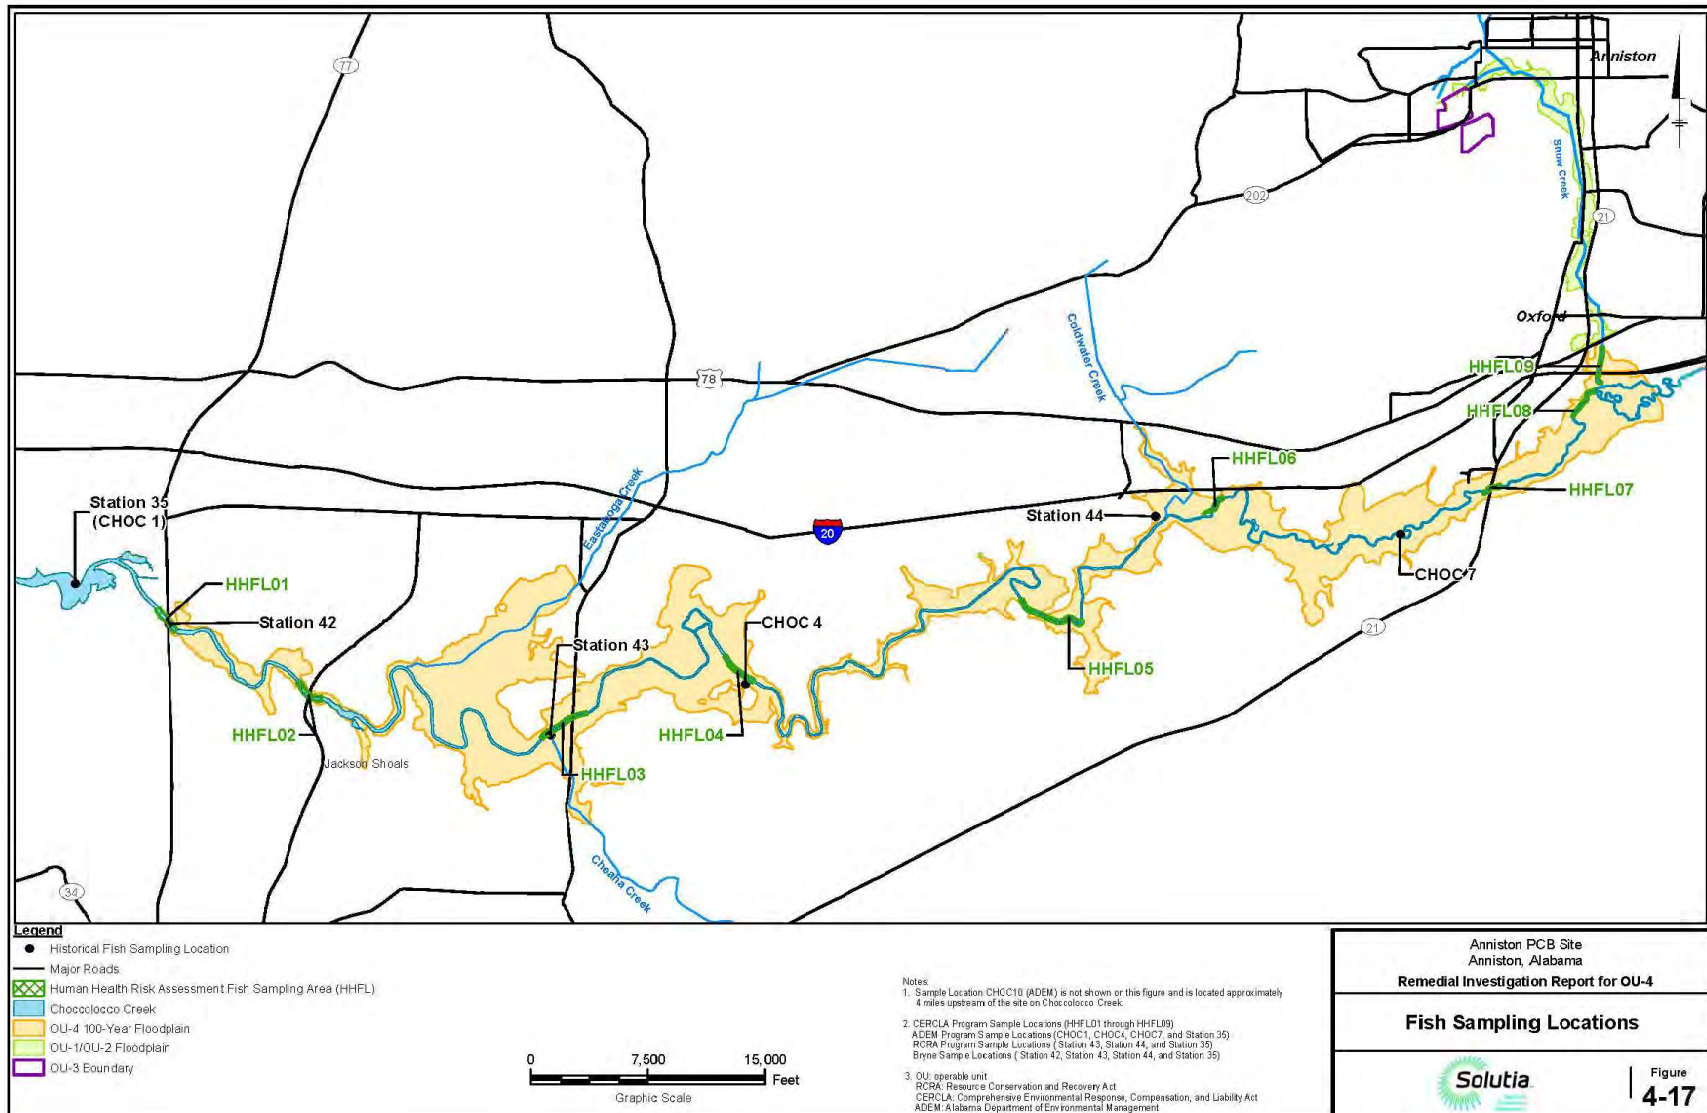 77
Anniston
Snow Creek
202
21
Oxford
Coldwater Creek
HHFL09
78
HHFL08
HHFL06
Eastaboga Creek
HHFL07
Station 35
(CHOC 1)
Station 44
20
CHOC 7
HHFL01
Station 42
CHOC 4
21
Station 43
HHFL05
HHFL02
HHFL04
Jackson Shoals
HHFL03
Cheaha Creek
34
Legend
Historical Fish Sampling Location
Major Roads
Human Health Risk Assessment Fish Sampling Area (HHFL)
Choccolocco Creek
OU-4 100-Year Floodplain
OU-1/OU-2 Floodplain
OU-3 Boundary
0 7,500 15,000
Feet
Graphic Scale
Notes:
1. Sample Location CHOC10 (ADEM) is not shown on this figure and is located approximately
4 miles upstream of the site on Choccolocco Creek.
2. CERCLA Program Sample Locations (HHFL01 through HHFL09)
ADEM Program Sample Locations (CHOC1, CHOC4, CHOC7, and Station 35)
RCRA Program Sample Locations ( Station 43, Station 44, and Station 35)
Bryne Sample Locations ( Station 42, Station 43, Station 44, and Station 35)
3. OU: operable unit
RCRA: Resource Conservation and Recovery Act
CERCLA: Comprehensive Environmental Response, Compensation, and Liability Act
ADEM: Alabama Department of Environmental Management
Anniston PCB Site
Anniston, Alabama
Remedial Investigation Report for OU-4
Fish Sampling Locations
Solutia
Figure
4-17